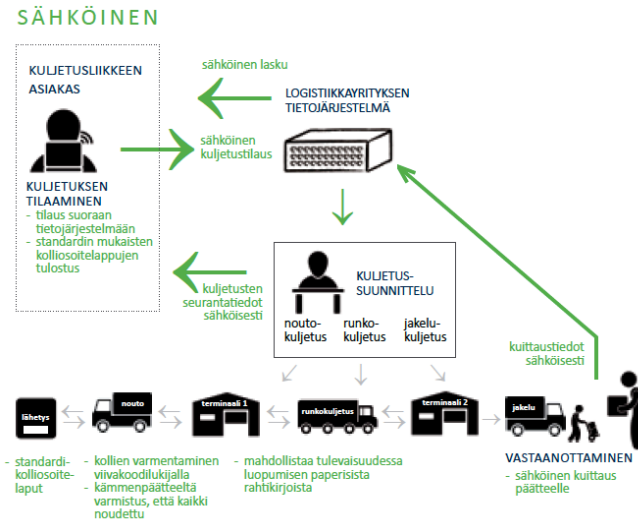 SÄHKÖINEN
KULJETUSLIIKKEEN
ASIAKAS
sähköinen lasku
LOGISTIIKKAYRITYKSEN
TIETOJÄRJESTELMÄ
sähköinen
kuljetustilaus
KULJETUKSEN
TILAAMINEN
- tilaus suoraan
tietojärjestelmään
- standardin mukaisten
kolliosoitelappujen
tulostus
kuljetusten
seurantatiedot
sähköisesti
KULJETUS-
SUUNNITTELU
nouto-
kuljetus
runko-
kuljetus
jakelu-
kuljetus
kuittaustiedot
sähköisesti
lähetys
nouto
terminaali 1
runkokuljetus
terminaali 2
jakelu
- standardi-
kolliosoite-
laput
- kollien varmentaminen
viivakoodilukijalla
- kämmenpäätteeltä
varmistus, että kaikki
noudettu
- mahdollistaa tulevaisuudessa
luopumisen paperisista
rahtikirjoista
VASTAANOTTAMINEN
- sähköinen kuittaus
päätteelle